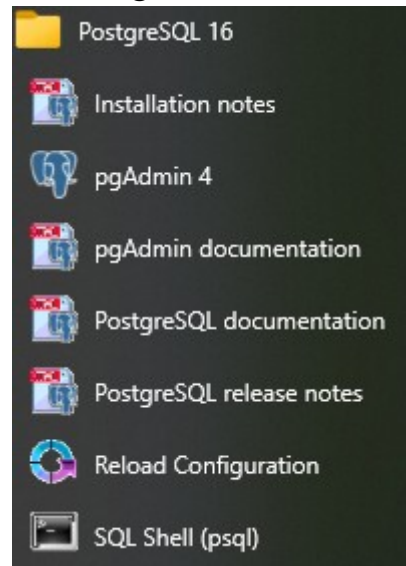 PostgreSQL 16
Installation notes
pgAdmin 4
pgAdmin documentation
PostgreSQL documentation
PostgreSQL release notes
Reload Configuration
SQL Shell (psql)